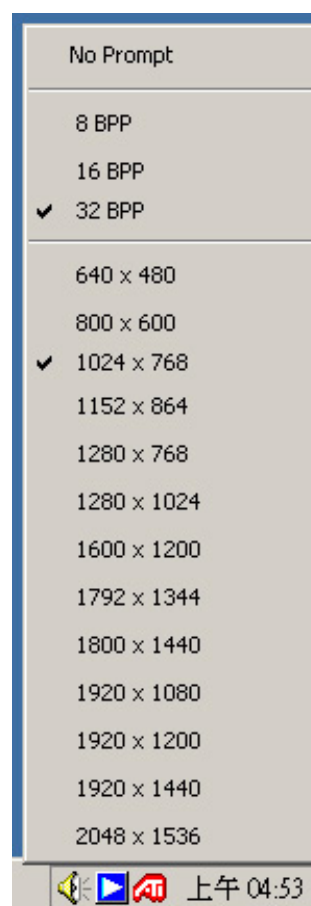 No Prompt
8 BPP
16 BPP
32 BPP
640 x 480
800 x 600
1024 x 768
1152 x 864
1280 x 768
1280 x 1024
1600 x 1200
1792 x 1344
1800 x 1440
1920 x 1080
1920 x 1200
1920 x 1440
2048 x 1536
ATI 上午 04:53